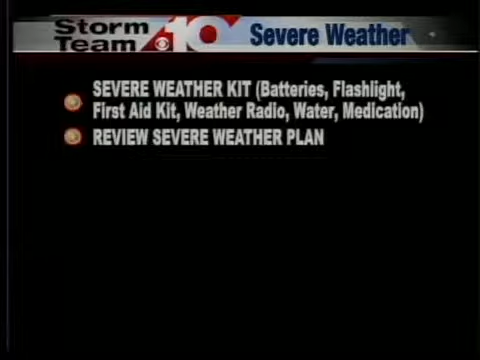 Storm
Team
10
Severe Weather
SEVERE WEATHER KIT (Batteries, Flashlight,
First Aid Kit, Weather Radio, Water, Medication)
REVIEW SEVERE WEATHER PLAN